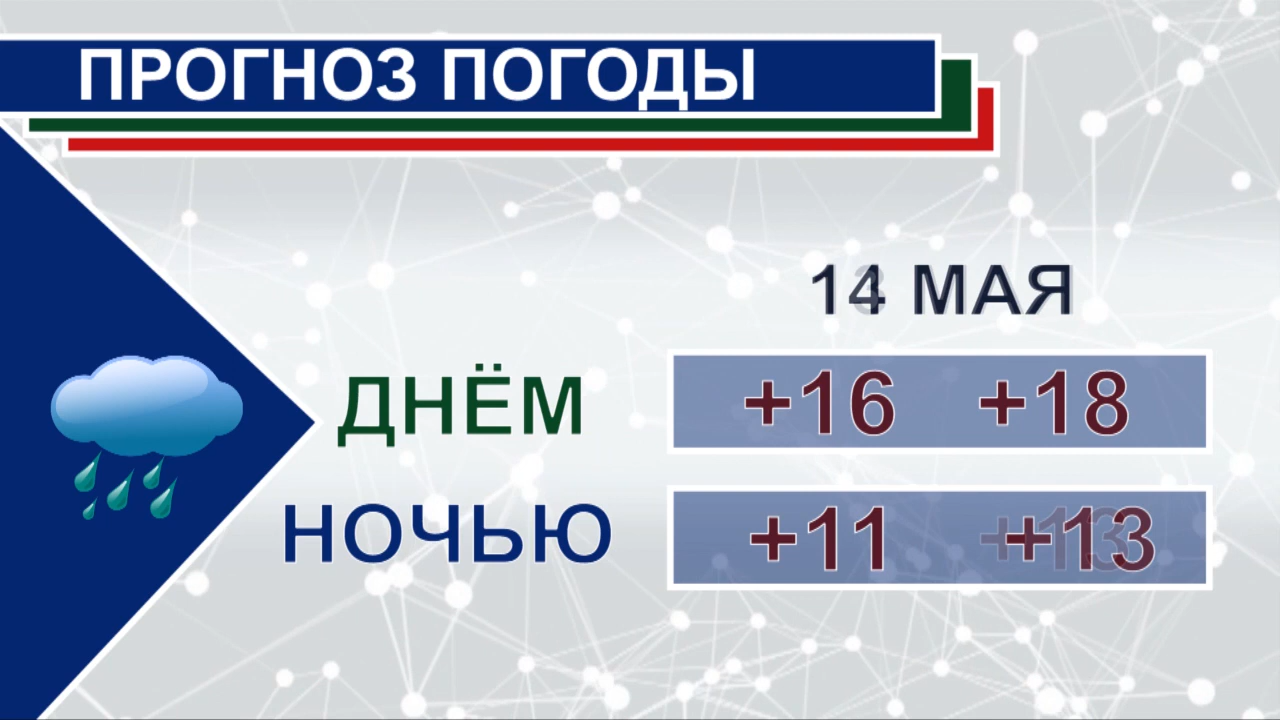 ПРОГНОЗ ПОГОДЫ
14 МАЯ
ДНЁМ +16 +18
НОЧЬЮ +11 +13